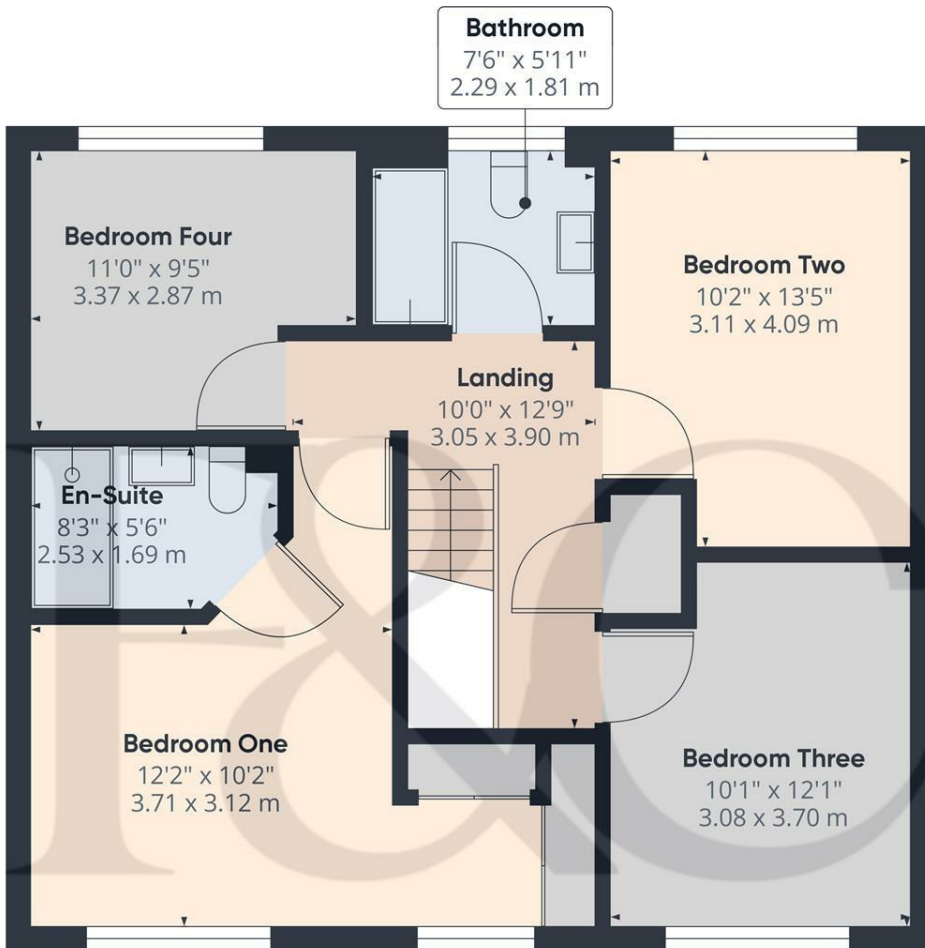 Bathroom
7'6" x 5'11"
2.29 x 1.81 m
Bedroom Four
11'0" x 9'5"
3.37 x 2.87 m
Bedroom Two
10'2" x 13'5"
3.11 x 4.09 m
Landing
10'0" x 12'9"
3.05 x 3.90 m
En-Suite
8'3" x 5'6"
2.53 x 1.69 m
Bedroom One
12'2" x 10'2"
3.71 x 3.12 m
Bedroom Three
10'1" x 12'1"
3.08 x 3.70 m
F&C